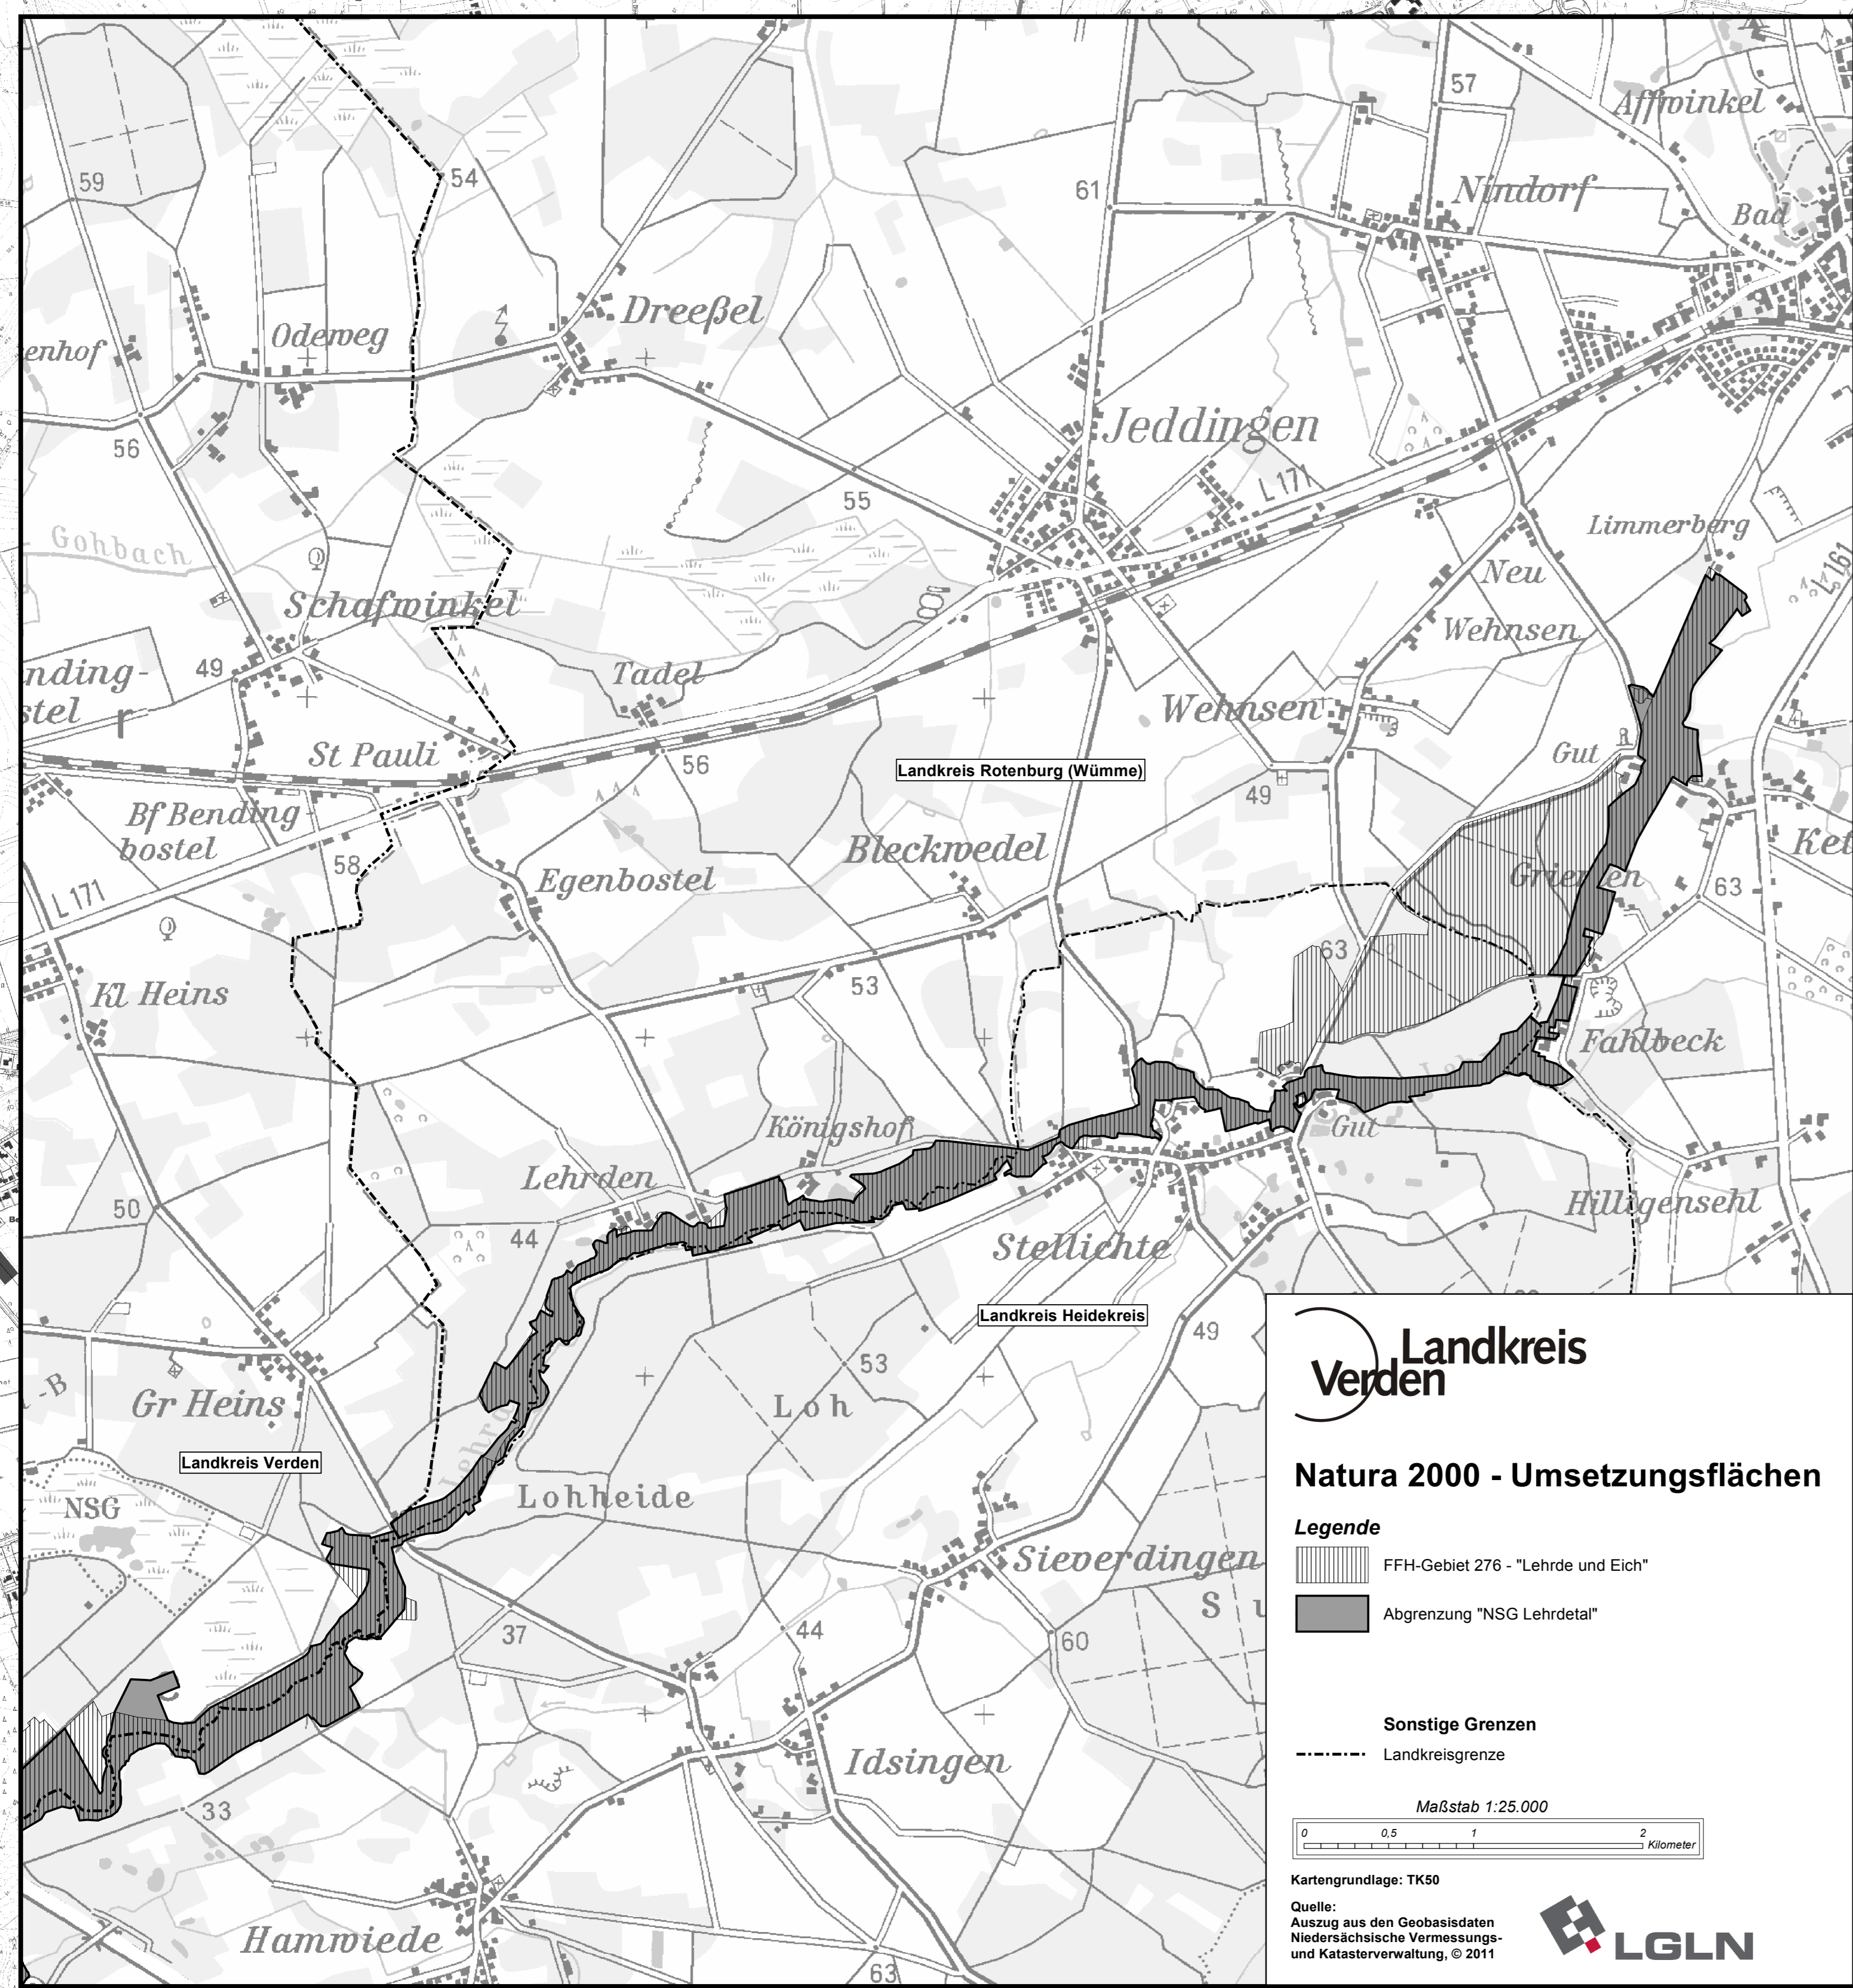 57
Affwinkel
59
54
61
Nindorf
Bad
Dreeßel
Odeweg
enhof
Jeddingen
56
L 171
55
Limmerberg
Gohbach
L 161
Neu
Schafwinkel
Wehnsen
nding-
stel
49
Tadel
Wehnsen
r
St Pauli
56
Gut
Landkreis Rotenburg (Wümme)
49
Bf Bending-
bostel
58
Bleckwedel
Ket
Egenbostel
Grie en
63
L 171
63
Kl Heins
53
Fahlbeck
Königshof
Gut
Lehrden
50
44
Hilligensehl
Stellichte
Landkreis Heidekreis
49
53
-B
Gr Heins
Loh
Landkreis Verden
Lehrd
NSG
Lohheide
Sieverdingen
S u
37
44
60
Idsingen
33
Hamwiede
63
Landkreis
Verden
Natura 2000 - Umsetzungsflächen
Legende
FFH-Gebiet 276 - "Lehrde und Eich"
Abgrenzung "NSG Lehrdetal"
Sonstige Grenzen
Landkreisgrenze
Maßstab 1:25.000
0 0,5 1 2
Kilometer
Kartengrundlage: TK50
Quelle:
Auszug aus den Geobasisdaten
Niedersächsische Vermessungs-
und Katasterverwaltung, © 2011
LGLN